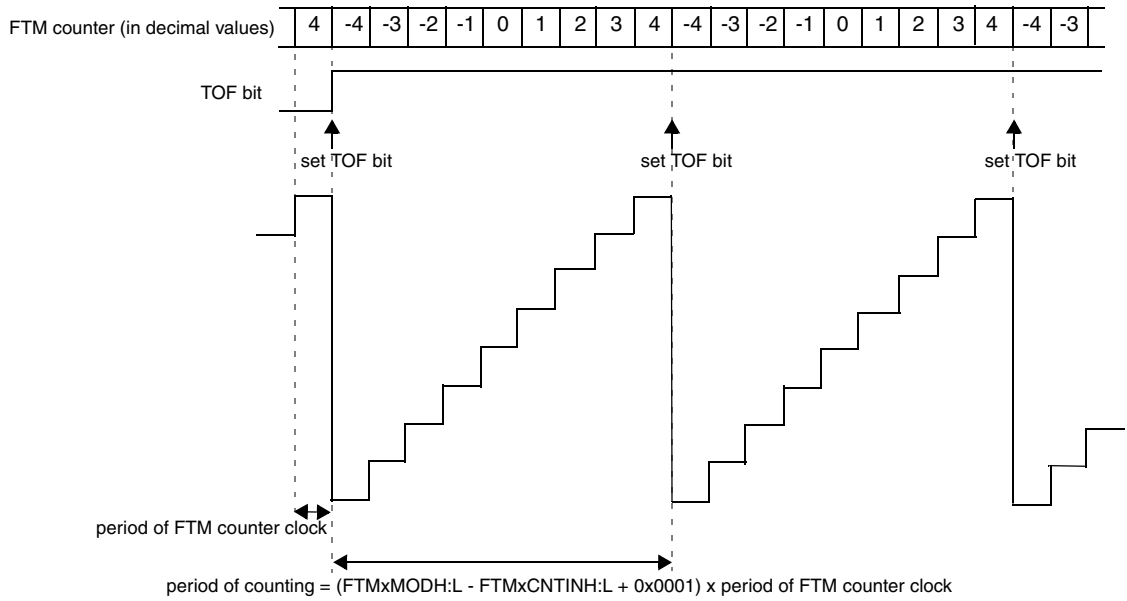 FTM counter (in decimal values) 4 -4 -3 -2 -1 0 1 2 3 4 -4 -3 -2 -1 0 1 2 3 4 -4 -3
TOF bit
set TOF bit set TOF bit set TOF bit
period of FTM counter clock
period of counting = (FTMxMODH:L - FTMxCNTINH:L + 0x0001) x period of FTM counter clock